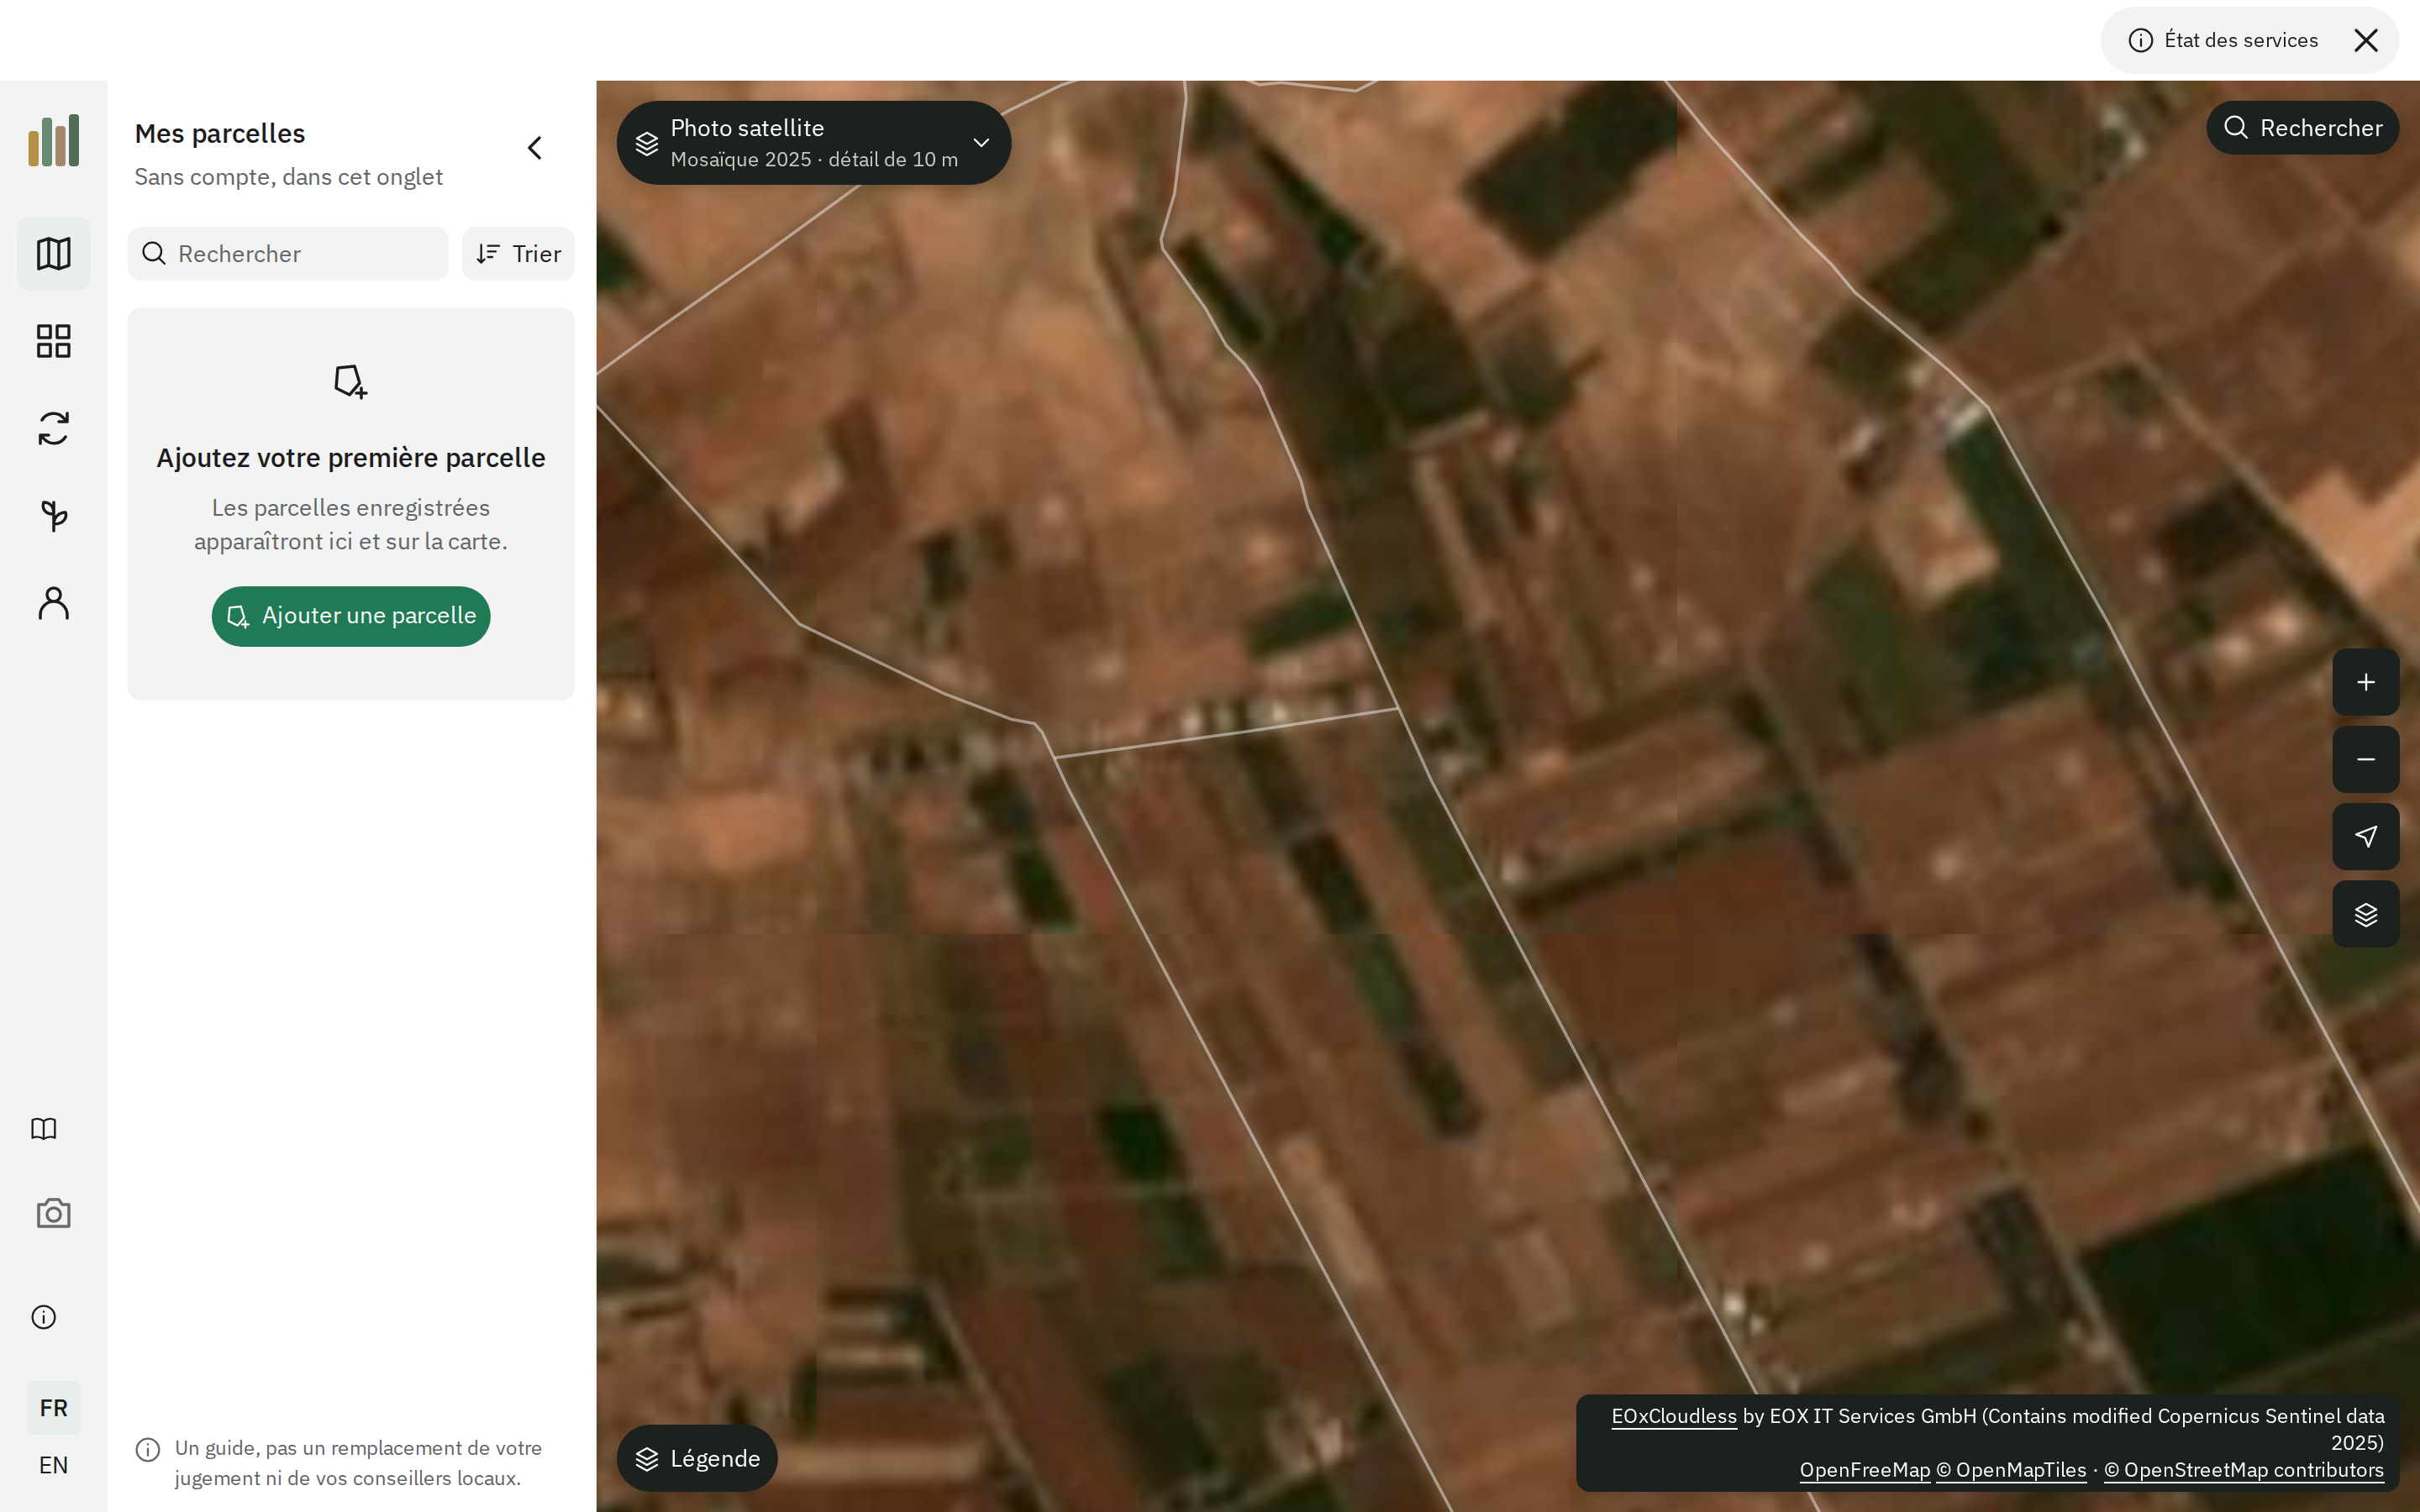 État des services
Mes parcelles
Sans compte, dans cet onglet
Rechercher
Trier
Ajoutez votre première parcelle
Les parcelles enregistrées
apparaîtront ici et sur la carte.
Ajouter une parcelle
FR
EN
Un guide, pas un remplacement de votre
jugement ni de vos conseillers locaux.
Photo satellite
Mosaïque 2025 · détail de 10 m
Rechercher
Légende
EOxCloudless by EOX IT Services GmbH (Contains modified Copernicus Sentinel data
2025)
OpenFreeMap © OpenMapTiles · © OpenStreetMap contributors